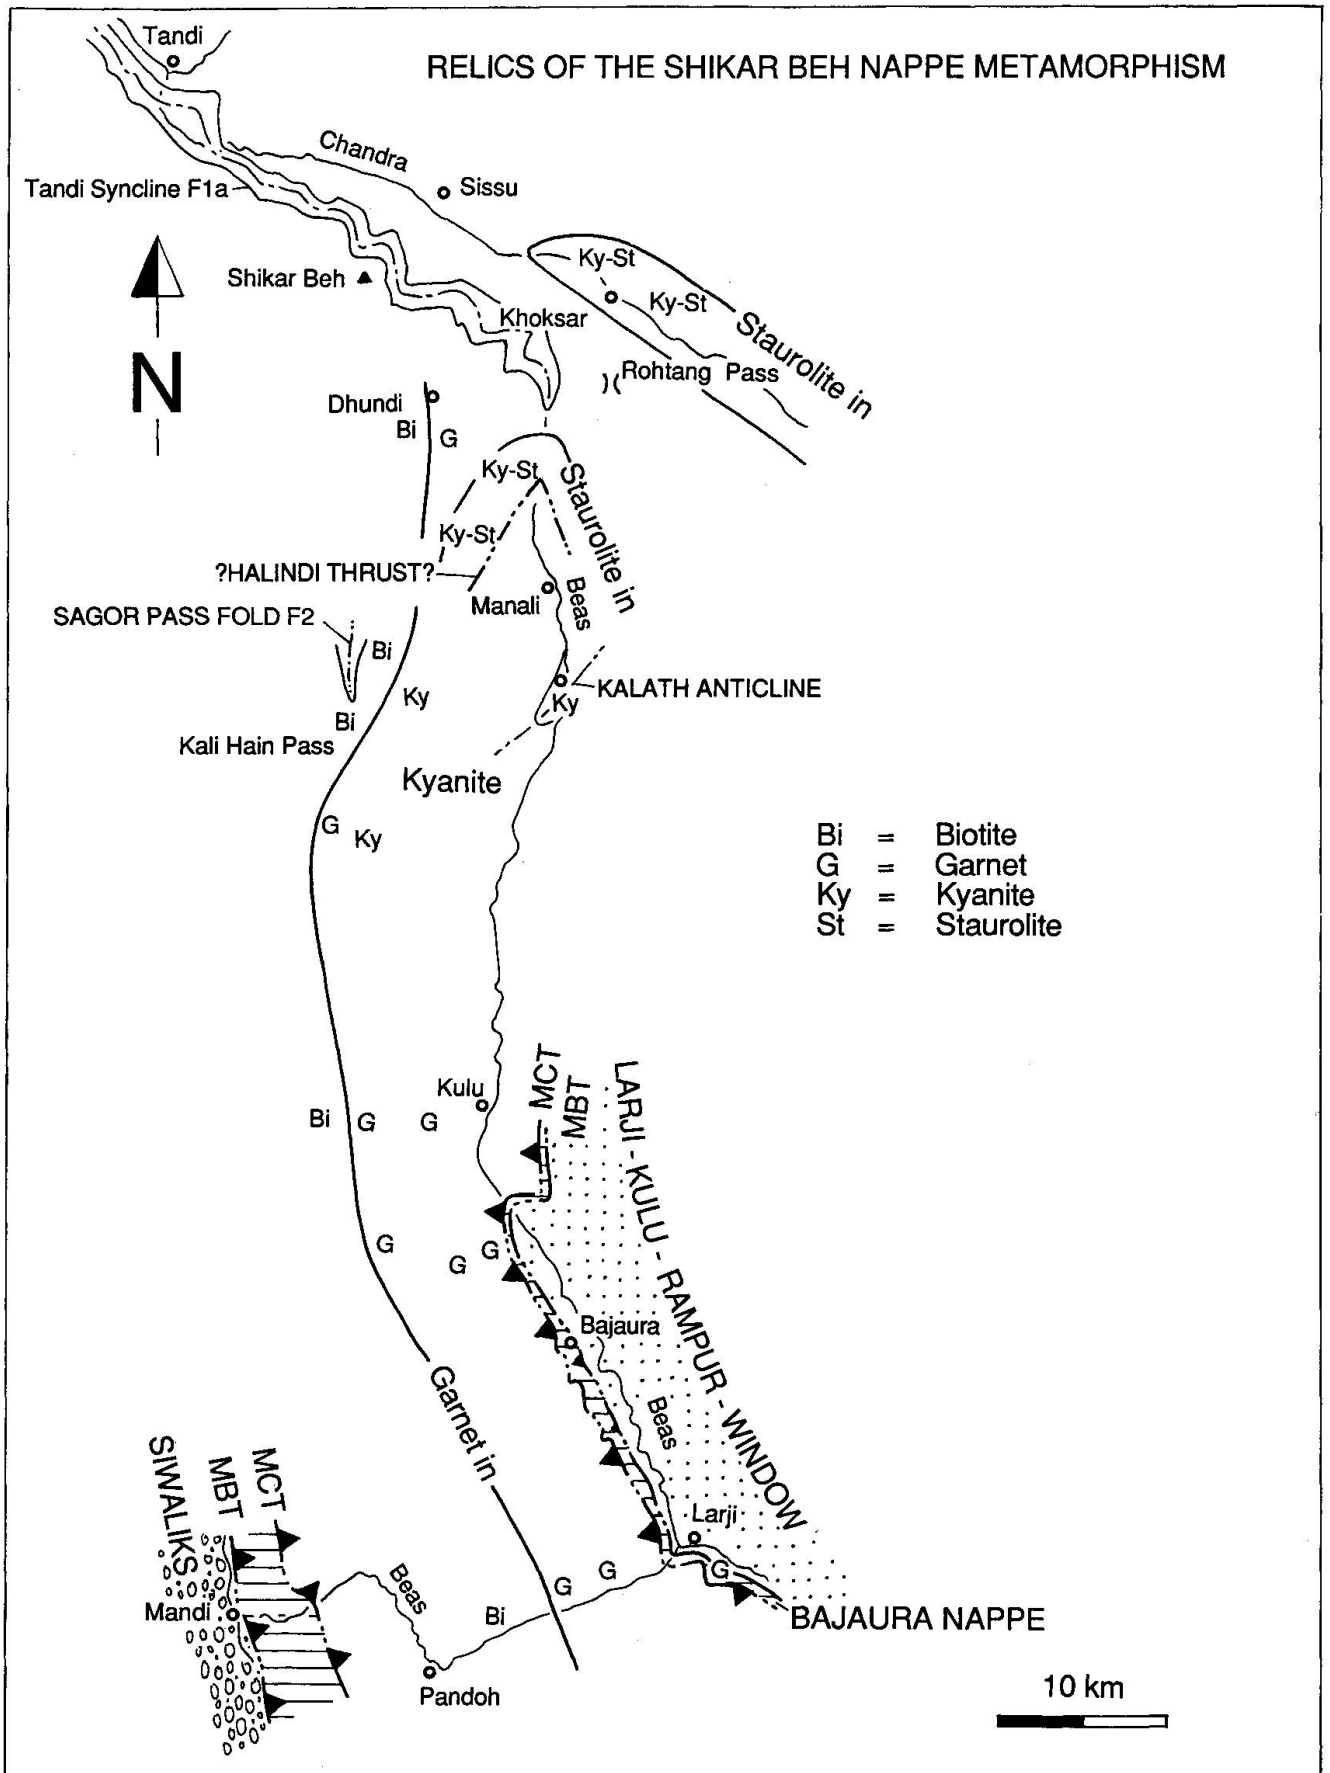 Tandi
RELICS OF THE SHIKAR BEH NAPPE METAMORPHISM
Chandra
Tandi Syncline F1a
Sissu
Ky-St
Shikar Beh
Ky-St
Khoksar
Staurolite in
N
Rohtang Pass
Dhundi
Bi
G
Ky-St
Staurolite in
Ky-St
?HALINDI THRUST?
Manali
Beas
SAGOR PASS FOLD F2
Bi
Ky
KALATH ANTICLINE
Ky
Bi
Kali Hain Pass
Kyanite
G
Ky
Bi = Biotite
G = Garnet
Ky = Kyanite
St = Staurolite
MCT
MBT
LARJI - KULU - RAMPUR - WINDOW
Kulu
Bi
G
G
G
G
G
Bajaura
Garnet in
Beas
SIWALIKS
MBT
MCT
Larji
G
G
G
Beas
Mandi
Bi
BAJAURA NAPPE
Pandoh
10 km